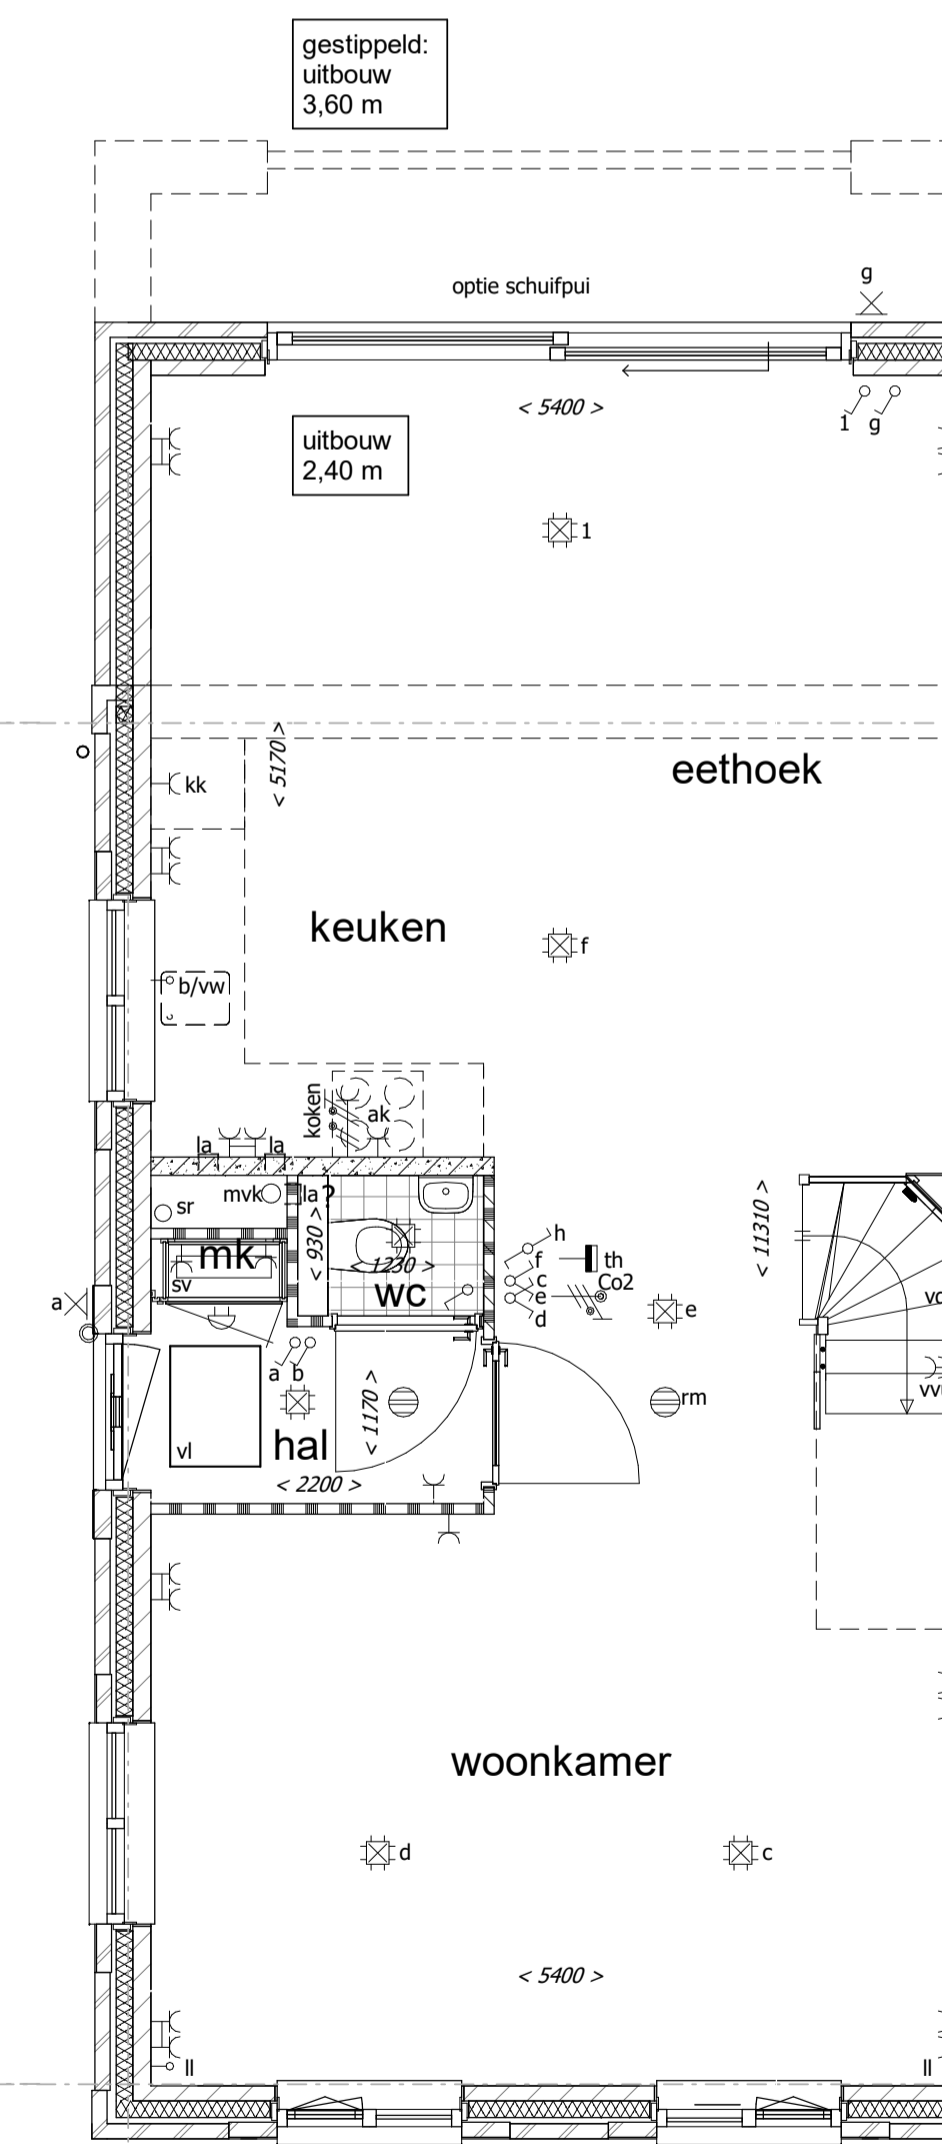 gestippeld:
uitbouw
3,60 m
optie schuifpui
g
< 5400 >
1 g
uitbouw
2,40 m
1
< 5170 >
eethoek
kk
keuken
f
b/vw
koken
ak
la la
mvk la ?
sr
< 930 >
mk
< 1230 >
wc
sv
h
f
c
e
d
th
Co2
e
< 11310 >
a
a b
vl
hal
< 1170 >
< 2200 >
rm
woonkamer
d
c
< 5400 >
ll
ll